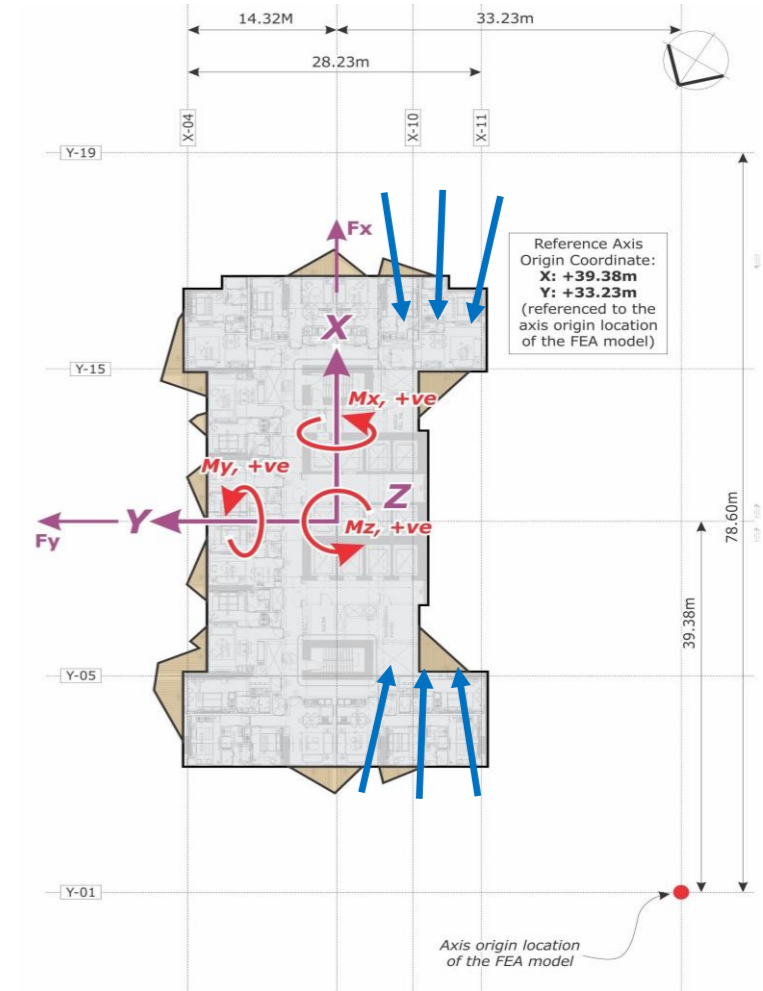 14.32M
33.23m
28.23m
X-04
X-10
X-11
Y-19
Fx
Reference Axis
Origin Coordinate:
X: +39.38m
Y: +33.23m
(referenced to the
axis origin location
of the FEA model)
X
Y-15
Mx, +ve
My, +ve
Z
Y
Mz, +ve
Fy
78.60m
39.38m
Y-05
Y-01
Axis origin location
of the FEA model